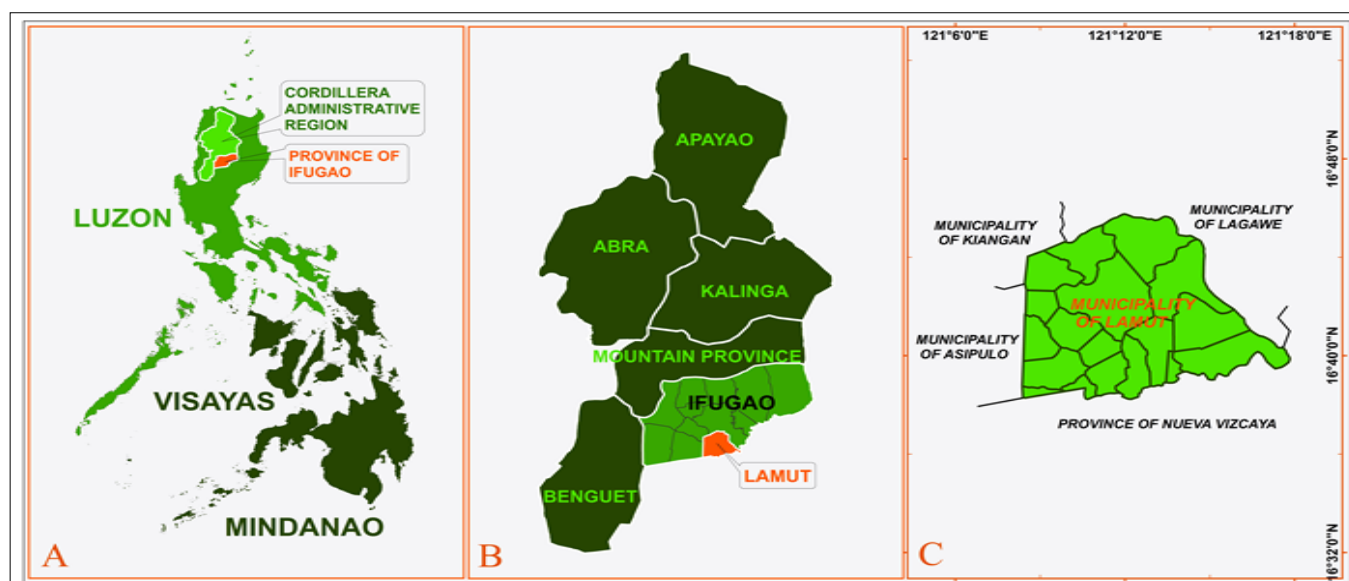 CORDILLERA
ADMINISTRATIVE
REGION
PROVINCE OF
IFUGAO
LUZON
VISAYAS
MINDANAO
A
APAYAO
ABRA
KALINGA
MOUNTAIN PROVINCE
IFUGAO
LAMUT
BENGUET
B
121°6'0"E
121°12'0"E
121°18'0"E
16°48'0"N
MUNICIPALITY
OF KIANGAN
MUNICIPALITY
OF LAGAWE
MUNICIPALITY
OF LAMUT
MUNICIPALITY
OF ASIPULO
16°40'0"N
PROVINCE OF NUEVA VIZCAYA
16°32'0"N
C